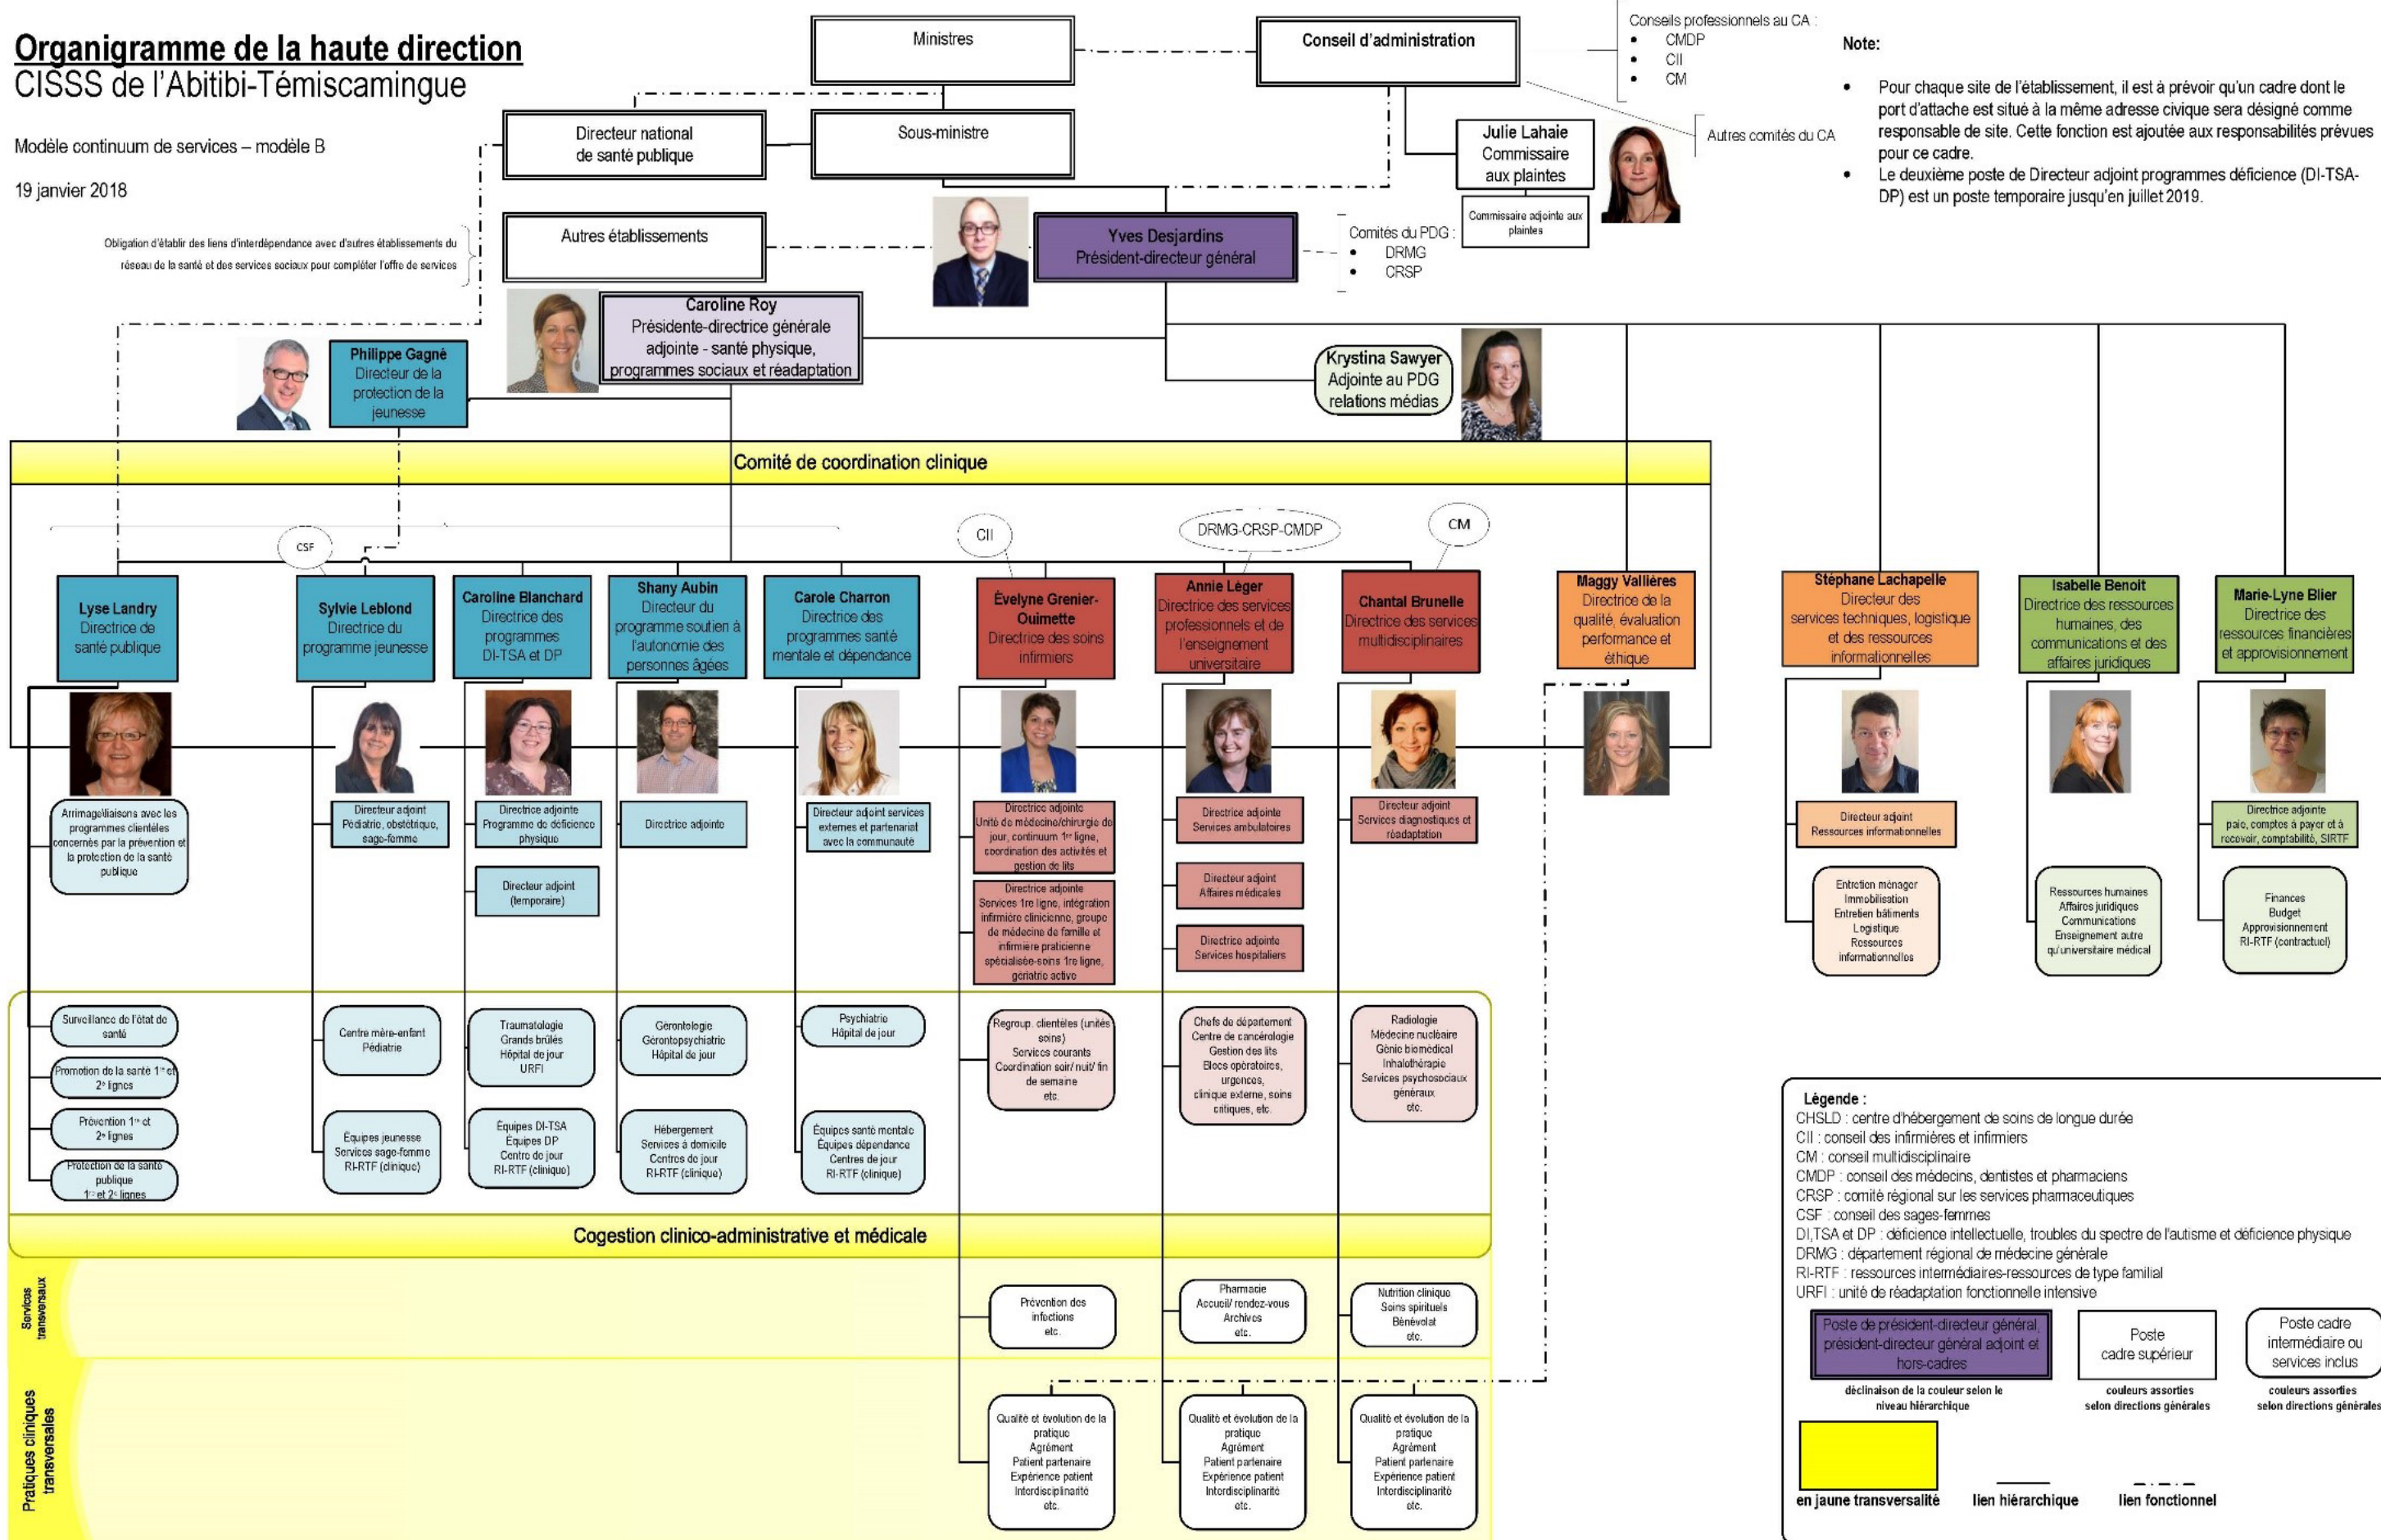 Organigramme de la haute direction
CISSS de l'Abitibi-Témiscamingue
Modèle continuum de services – modèle B
19 janvier 2018
Ministres
Conseil d'administration
Conseils professionnels au CA :
• CMDP
• CII
• CM
Autres comités du CA
Note:
• Pour chaque site de l'établissement, il est à prévoir qu'un cadre dont le
port d'attache est situé à la même adresse civique sera désigné comme
responsable de site. Cette fonction est ajoutée aux responsabilités prévues
pour ce cadre.
• Le deuxième poste de Directeur adjoint programmes déficience (DI-TSA-
DP) est un poste temporaire jusqu'en juillet 2019.
Directeur national
de santé publique
Sous-ministre
Julie Lahaie
Commissaire
aux plaintes
Commissaire adjointe aux
plaintes
Obligation d'établir des liens d'interdépendance avec d'autres établissements du
réseau de la santé et des services sociaux pour compléter l'offre de services
Autres établissements
Yves Desjardins
Président-directeur général
Comités du PDG :
• DRMG
• CRSP
Caroline Roy
Présidente-directrice générale
adjointe - santé physique,
programmes sociaux et réadaptation
Philippe Gagné
Directeur de la
protection de la
jeunesse
Krystina Sawyer
Adjointe au PDG
relations médias
Comité de coordination clinique
CSF
CII
DRMG-CRSP-CMDP
CM
Lyse Landry
Directrice de
santé publique
Sylvie Leblond
Directrice du
programme jeunesse
Caroline Blanchard
Directrice des
programmes
DI-TSA et DP
Shany Aubin
Directeur du
programme soutien à
l'autonomie des
personnes âgées
Carole Charron
Directrice des
programmes santé
mentale et dépendance
Évelyne Grenier-
Ouimette
Directrice des soins
infirmiers
Annie Léger
Directrice des services
professionnels et de
l'enseignement
universitaire
Chantal Brunelle
Directrice des services
multidisciplinaires
Maggy Vallières
Directrice de la
qualité, évaluation
performance et
éthique
Stéphane Lachapelle
Directeur des
services techniques, logistique
et des ressources
informationnelles
Isabelle Benoit
Directrice des ressources
humaines, des
communications et des
affaires juridiques
Marie-Lyne Blier
Directrice des
ressources financières
et approvisionnement
Arrimage/liaisons avec les
programmes clientèles
concernés par la prévention et
la protection de la santé
publique
Directeur adjoint
Pédiatrie, obstétrique,
sage-femme
Directrice adjointe
Programme de déficience
physique
Directeur adjoint
(temporaire)
Directrice adjointe
Directeur adjoint services
externes et partenariat
avec la communauté
Directrice adjointe
Unité de médecine/chirurgie de
jour, continuum 1re ligne,
coordination des activités et
gestion de lits
Directrice adjointe
Services 1re ligne, intégration
infirmière clinicienne, groupe
de médecine de famille et
infirmière praticienne
spécialisée-soins 1re ligne,
gériatrie active
Directrice adjointe
Services ambulatoires
Directeur adjoint
Affaires médicales
Directrice adjointe
Services hospitaliers
Directeur adjoint
Services diagnostiques et
réadaptation
Directeur adjoint
Ressources informationnelles
Entretien ménager
Immobilisation
Entretien bâtiments
Logistique
Ressources
informationnelles
Ressources humaines
Affaires juridiques
Communications
Enseignement autre
qu'universitaire médical
Directrice adjointe
paie, comptes à payer et à
recevoir, comptabilité, SIRTF
Finances
Budget
Approvisionnement
RI-RTF (contractuel)
Surveillance de l'état de
santé
Promotion de la santé 1re et
2e lignes
Prévention 1re et
2e lignes
Protection de la santé
publique
1re et 2e lignes
Centre mère-enfant
Pédiatrie
Équipes jeunesse
Services sage-femme
RI-RTF (clinique)
Traumatologie
Grands brûlés
Hôpital de jour
URFI
Équipes DI-TSA
Équipes DP
Centre de jour
RI-RTF (clinique)
Gérontologie
Gérontopsychiatrie
Hôpital de jour
Hébergement
Services à domicile
Centres de jour
RI-RTF (clinique)
Psychiatrie
Hôpital de jour
Équipes santé mentale
Équipes dépendance
Centres de jour
RI-RTF (clinique)
Regroup. clientèles (unités
soins)
Services courants
Coordination soir/ nuit/ fin
de semaine
etc.
Chefs de département
Centre de cancérologie
Gestion des lits
Blocs opératoires,
urgences,
clinique externe, soins
critiques, etc.
Radiologie
Médecine nucléaire
Génie biomédical
Inhalothérapie
Services psychosociaux
généraux
etc.
Cogestion clinico-administrative et médicale
Services
transversaux
Prévention des
infections
etc.
Pharmacie
Accueil/ rendez-vous
Archives
etc.
Nutrition clinique
Soins spirituels
Bénévolat
etc.
Pratiques cliniques
transversales
Qualité et évolution de la
pratique
Agrément
Patient partenaire
Expérience patient
Interdisciplinarité
etc.
Qualité et évolution de la
pratique
Agrément
Patient partenaire
Expérience patient
Interdisciplinarité
etc.
Qualité et évolution de la
pratique
Agrément
Patient partenaire
Expérience patient
Interdisciplinarité
etc.
Légende :
CHSLD : centre d'hébergement de soins de longue durée
CII : conseil des infirmières et infirmiers
CM : conseil multidisciplinaire
CMDP : conseil des médecins, dentistes et pharmaciens
CRSP : comité régional sur les services pharmaceutiques
CSF : conseil des sages-femmes
DI,TSA et DP : déficience intellectuelle, troubles du spectre de l'autisme et déficience physique
DRMG : département régional de médecine générale
RI-RTF : ressources intermédiaires-ressources de type familial
URFI : unité de réadaptation fonctionnelle intensive
Poste de président-directeur général,
président-directeur général adjoint et
hors-cadres
déclinaison de la couleur selon le
niveau hiérarchique
Poste
cadre supérieur
couleurs assorties
selon directions générales
Poste cadre
intermédiaire ou
services inclus
couleurs assorties
selon directions générales
en jaune transversalité
lien hiérarchique
lien fonctionnel